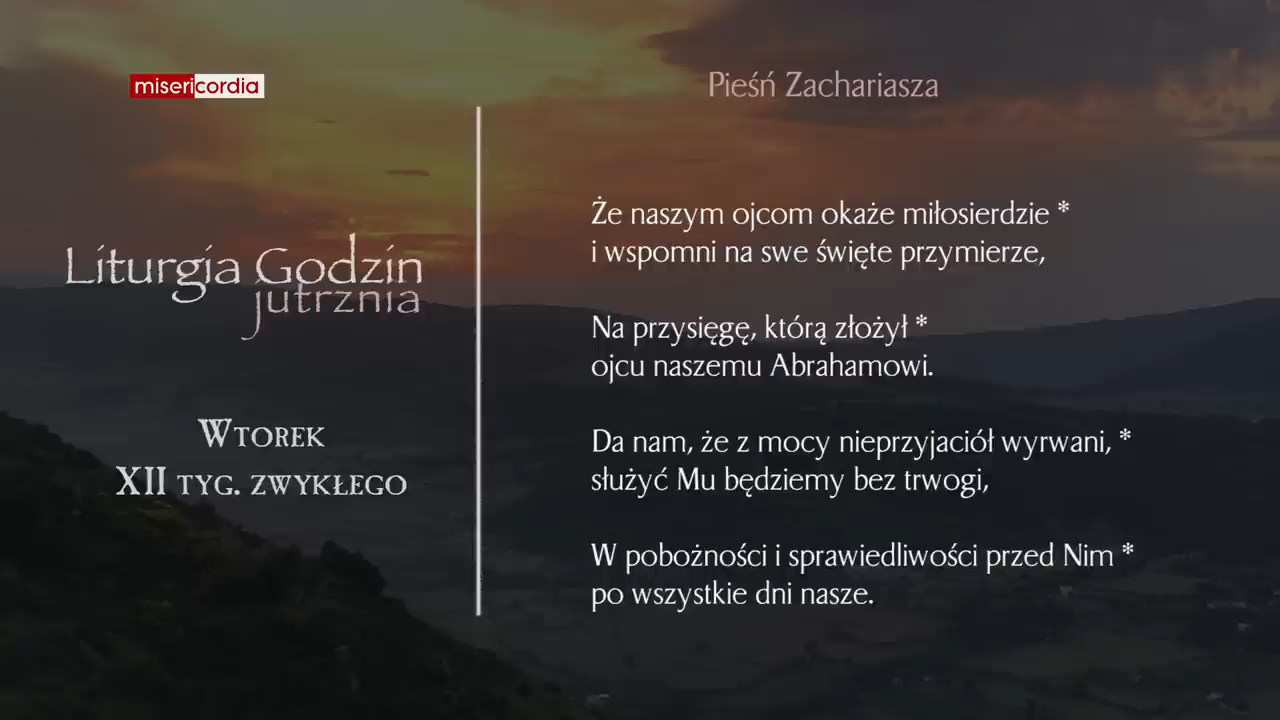 misericordia
Liturgia Godzin
jutrznia
Wtorek
XII tyg. zwykłego
Pieśń Zachariasza
Że naszym ojcom okaże miłosierdzie *
i wspomni na swe święte przymierze,
Na przysięgę, którą złożył *
ojcu naszemu Abrahamowi.
Da nam, że z mocy nieprzyjaciół wyrwani, *
służyć Mu będziemy bez trwogi,
W pobożności i sprawiedliwości przed Nim *
po wszystkie dni nasze.